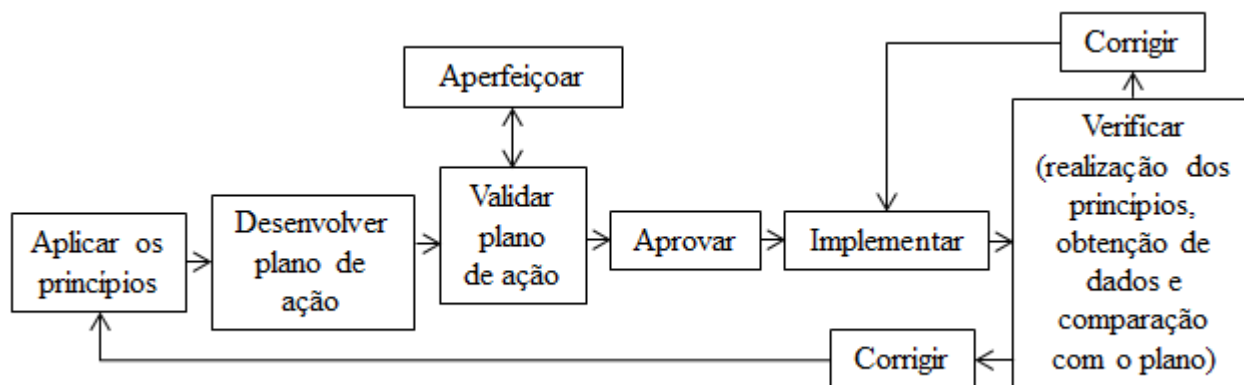 Aplicar os
princípios
Desenvolver
plano de
ação
Aperfeiçoar
Validar
plano
de ação
Aprovar
Implementar
Corrigir
Verificar
(realização dos
princípios,
obtenção de
dados e
comparação
com o plano)
Corrigir